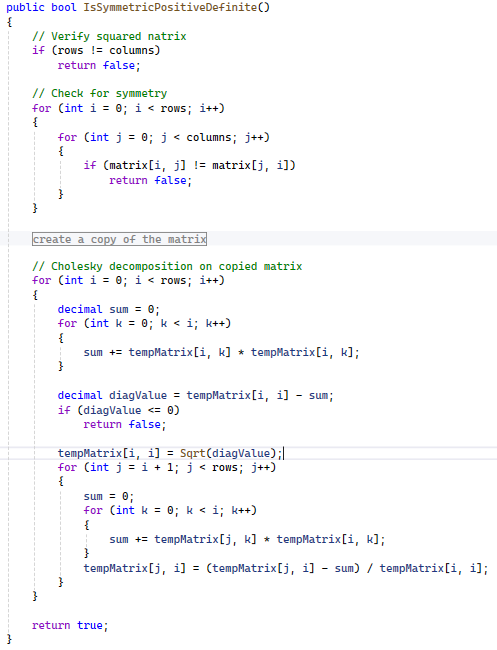 public bool IsSymmetricPositiveDefinite()
{
    // Verify squared natrix
    if (rows != columns)
        return false;

    // Check for symmetry
    for (int i = 0; i < rows; i++)
    {
        for (int j = 0; j < columns; j++)
        {
            if (matrix[i, j] != matrix[j, i])
                return false;
        }
    }

    create a copy of the matrix

    // Cholesky decomposition on copied matrix
    for (int i = 0; i < rows; i++)
    {
        decimal sum = 0;
        for (int k = 0; k < i; k++)
        {
            sum += tempMatrix[i, k] * tempMatrix[i, k];
        }

        decimal diagValue = tempMatrix[i, i] - sum;
        if (diagValue <= 0)
            return false;

        tempMatrix[i, i] = Sqrt(diagValue);
        for (int j = i + 1; j < rows; j++)
        {
            sum = 0;
            for (int k = 0; k < i; k++)
            {
                sum += tempMatrix[j, k] * tempMatrix[i, k];
            }
            tempMatrix[j, i] = (tempMatrix[j, i] - sum) / tempMatrix[i, i];
        }
    }

    return true;
}